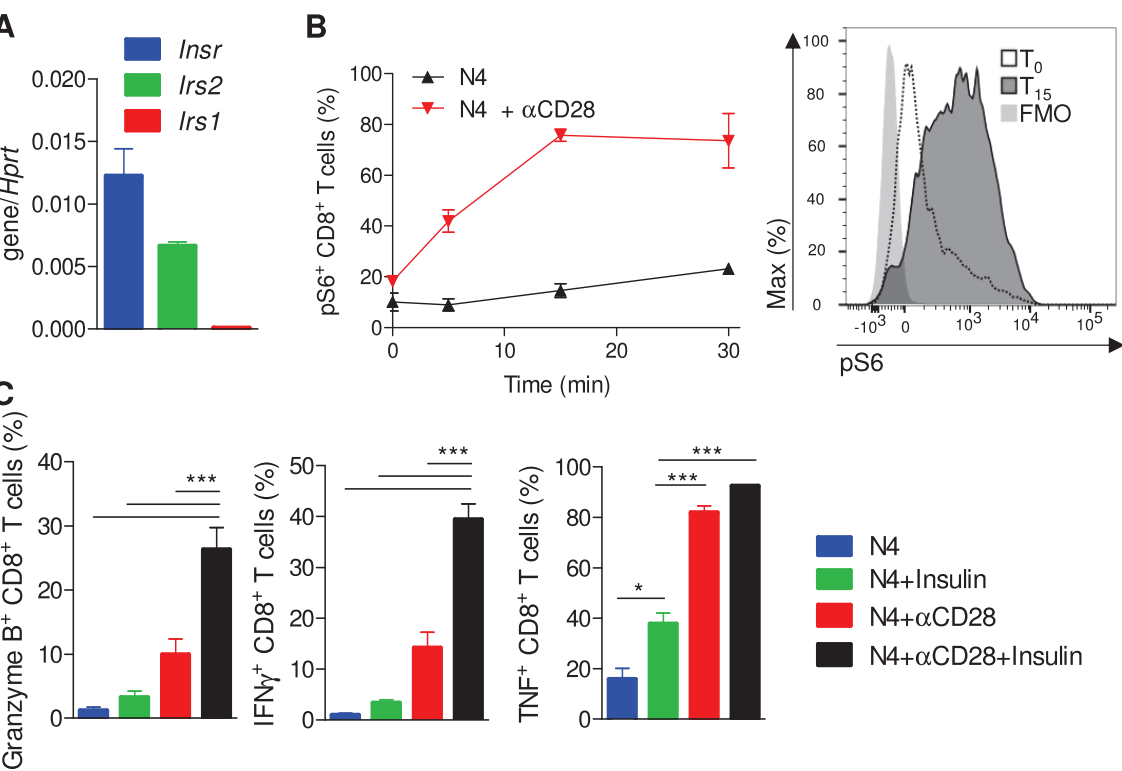 A
Insr
Irs2
Irs1
gene/Hprt
0.020
0.015
0.010
0.005
0.000
B
N4
N4 + αCD28
pS6+ CD8+ T cells (%)
100
80
60
40
20
0
0 10 20 30
Time (min)
Max (%)
100
80
60
40
20
0
T0
T15
FMO
-10³ 0 10³ 10⁴ 10⁵
pS6
C
Granzyme B+ CD8+ T cells (%)
40
30
20
10
0
***
IFNγ+ CD8+ T cells (%)
50
40
30
20
10
0
***
TNF+ CD8+ T cells (%)
100
80
60
40
20
0
***
***
*
N4
N4+Insulin
N4+αCD28
N4+αCD28+Insulin